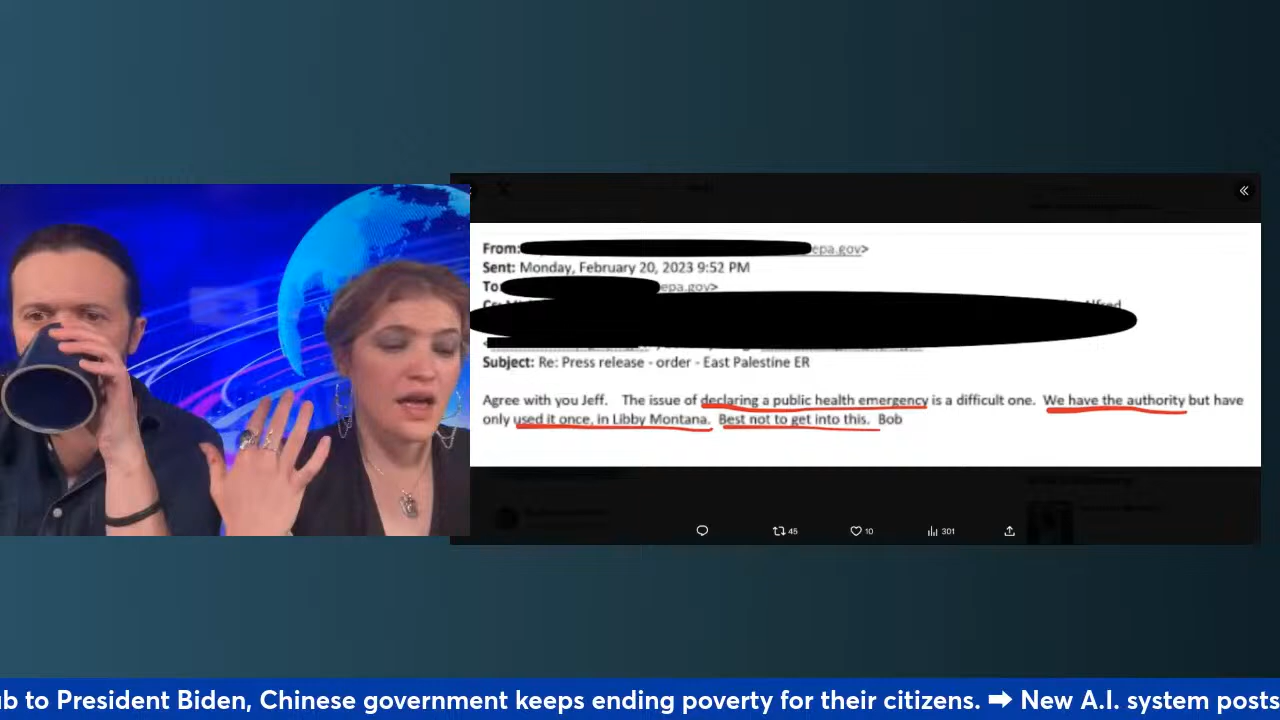 From: epa.gov>
Sent: Monday, February 20, 2023 9:52 PM
To: epa.gov>
Alfred
Subject: Re: Press release - order - East Palestine ER
Agree with you Jeff. The issue of declaring a public health emergency is a difficult one. We have the authority but have
only used it once, in Libby Montana. Best not to get into this. Bob
45 10 301
to President Biden, Chinese government keeps ending poverty for their citizens. ➡ New A.I. system posts